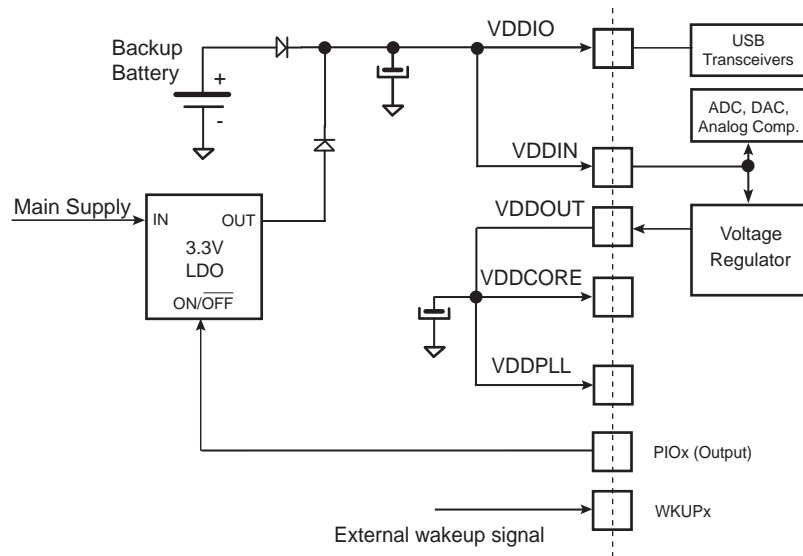 Backup
Battery
+
-
VDDIO
USB
Transceivers
ADC, DAC,
Analog Comp.
VDDIN
Main Supply
IN
OUT
3.3V
LDO
ON/OFF
VDDOUT
Voltage
Regulator
VDDCORE
VDDPLL
PIOx (Output)
External wakeup signal
WKUPx